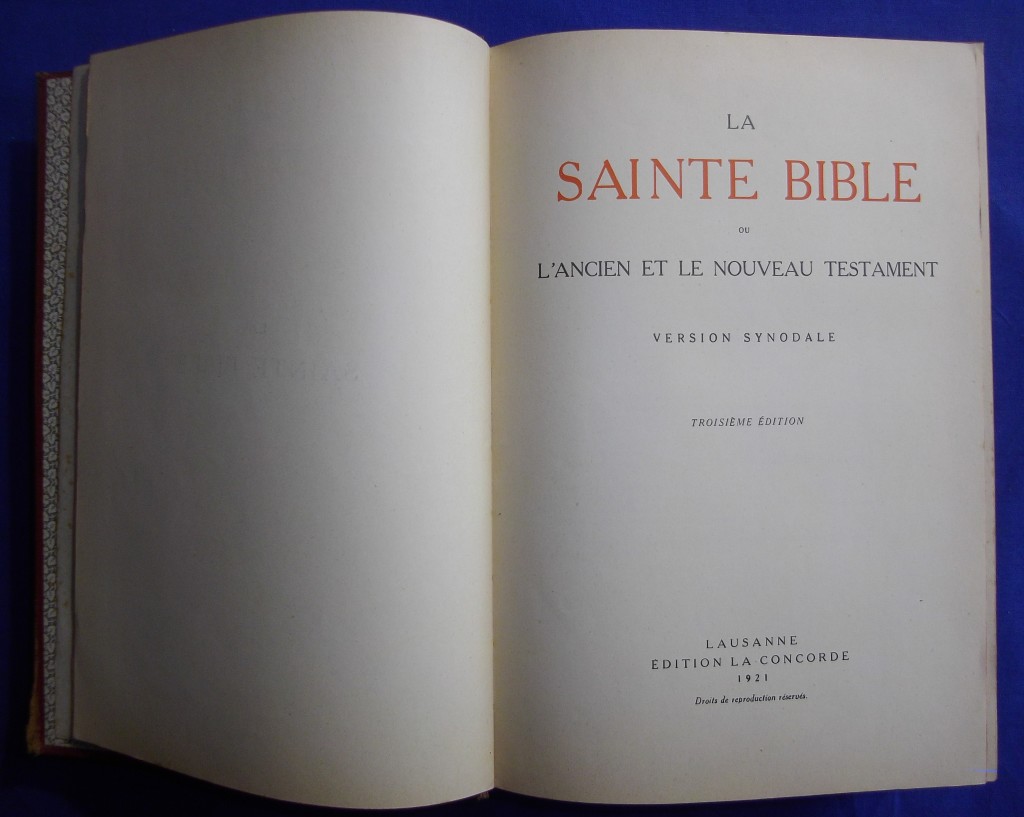 LA
SAINTE BIBLE
OU
L'ANCIEN ET LE NOUVEAU TESTAMENT
VERSION SYNODALE
TROISIÈME ÉDITION
LAUSANNE
ÉDITION LA CONCORDE
1921
Droits de reproduction réservés.